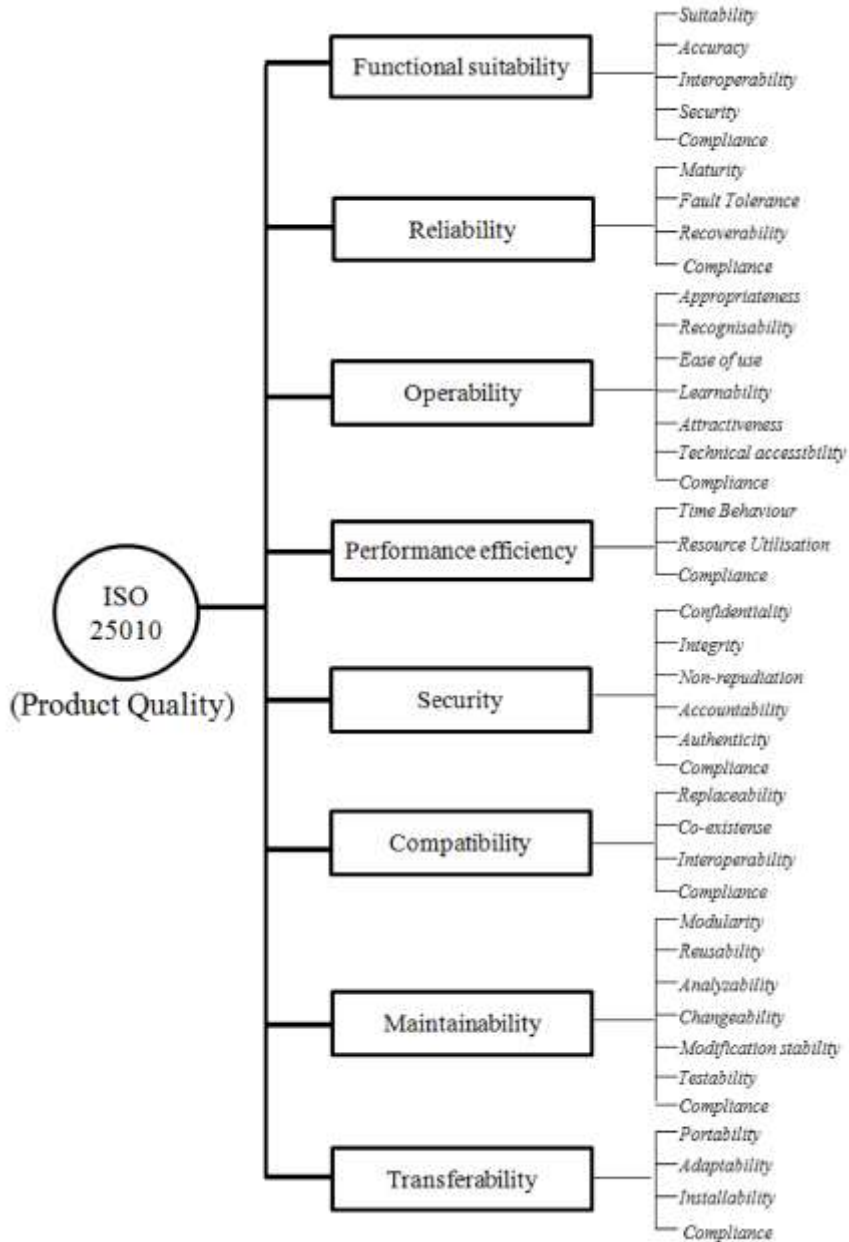 Suitability
Accuracy
Functional suitability
Interoperability
Security
Compliance
Maturity
Fault Tolerance
Reliability
Recoverability
Compliance
Appropriateness
Recognisability
Ease of use
Operability
Learnability
Attractiveness
Technical accessibility
Compliance
Time Behaviour
Performance efficiency
Resource Utilisation
Compliance
ISO
25010
(Product Quality)
Confidentiality
Integrity
Non-repudiation
Security
Accountability
Authenticity
Compliance
Replaceability
Co-existense
Compatibility
Interoperability
Compliance
Modularity
Reusability
Analyzability
Maintainability
Changeability
Modification stability
Testability
Compliance
Portability
Adaptability
Transferability
Installability
Compliance